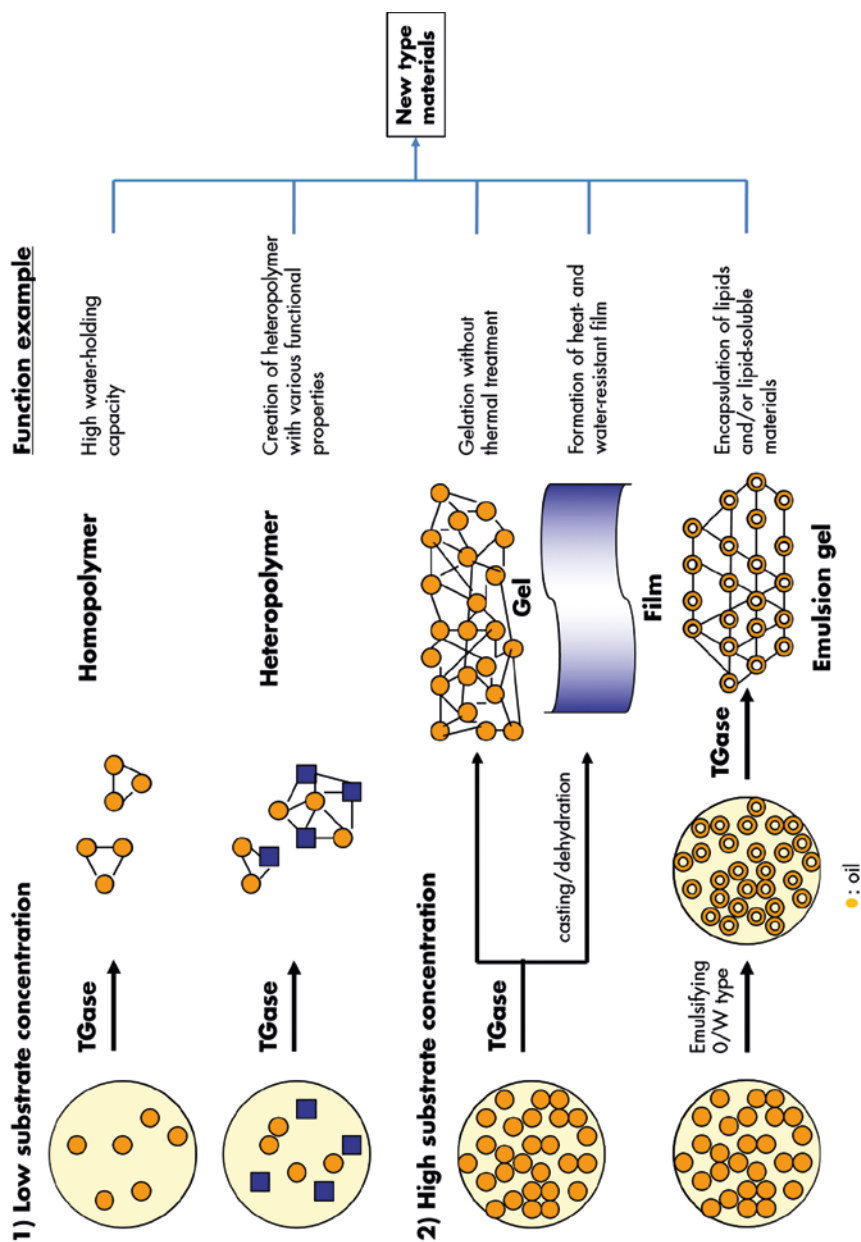 Function example
1) Low substrate concentration
TGase
Homopolymer
High water-holding
capacity
TGase
Heteropolymer
Creation of heteropolymer
with various functional
properties
2) High substrate concentration
TGase
Gel
Gelation without
thermal treatment
casting/dehydration
Film
Formation of heat- and
water-resistant film
Emulsifying
O/W type
TGase
Emulsion gel
Encapsulation of lipids
and/or lipid-soluble
materials
: oil
New type
materials